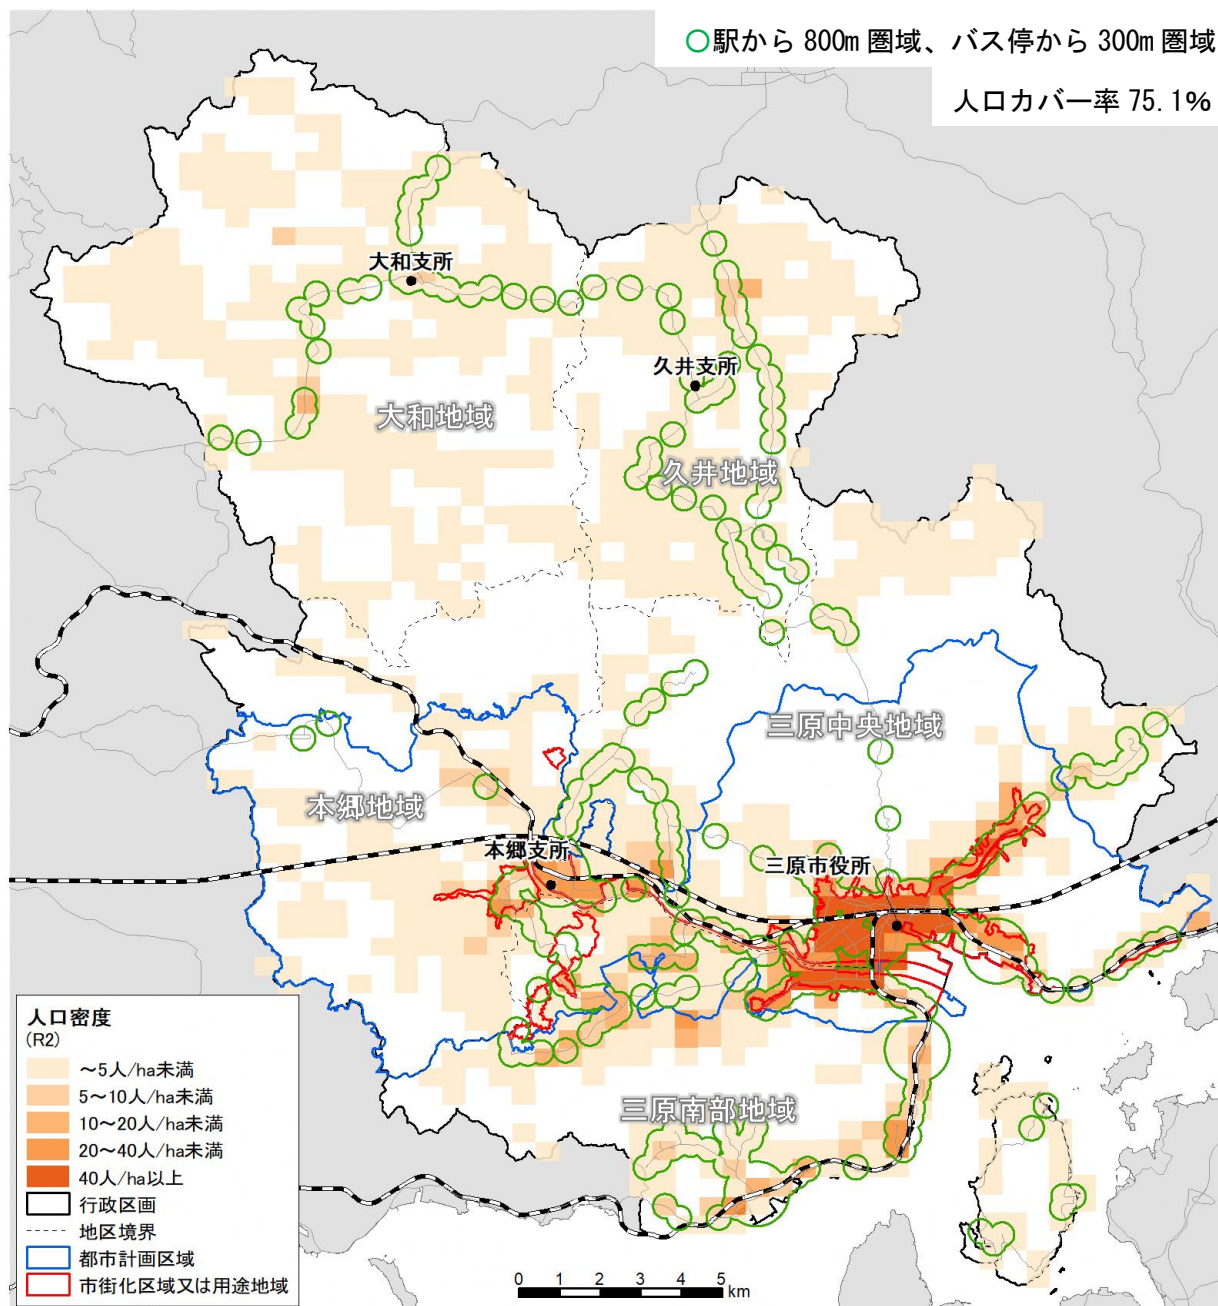 ○駅から 800m 圏域、バス停から 300m 圏域
人口カバー率 75.1%
大和支所
久井支所
大和地域
久井地域
三原中央地域
本郷地域
本郷支所
三原市役所
三原南部地域
人口密度
(R2)
～5人/ha未満
5～10人/ha未満
10～20人/ha未満
20～40人/ha未満
40人/ha以上
行政区画
地区境界
都市計画区域
市街化区域又は用途地域
0 1 2 3 4 5
km